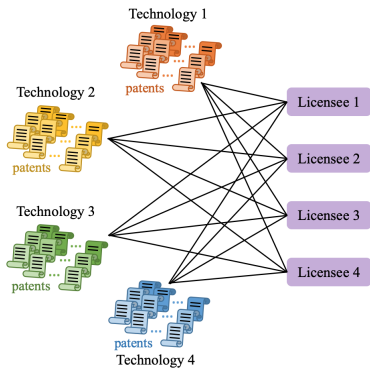 Technology 1
patents
Technology 2
patents
Technology 3
patents
patents
Technology 4
Licensee 1
Licensee 2
Licensee 3
Licensee 4